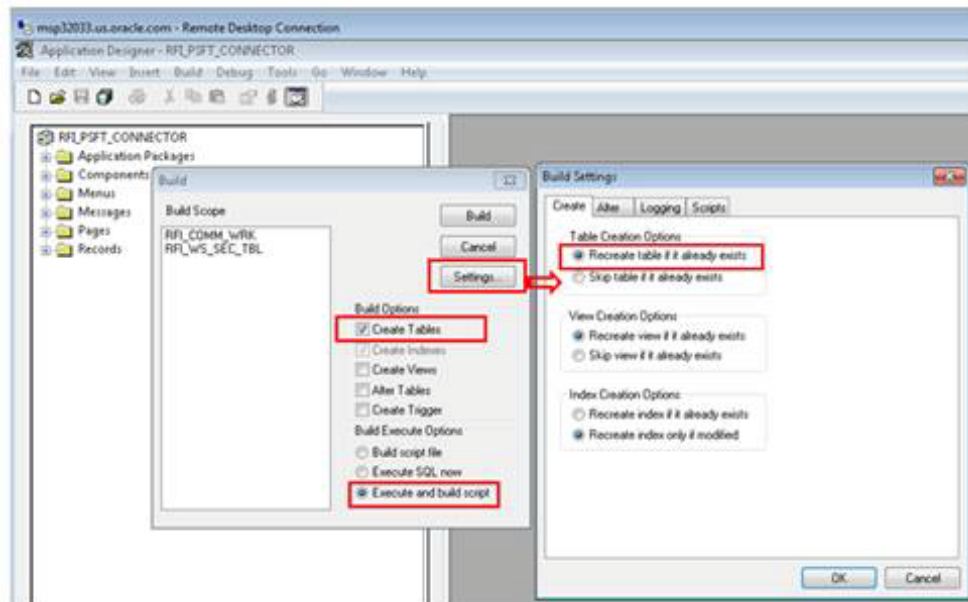 msp32033.us.oracle.com - Remote Desktop Connection
Application Designer - RFI_PSFT_CONNECTOR
File Edit View Insert Build Debug Tools Go Window Help
RFI_PSFT_CONNECTOR
Application Packages
Components
Menus
Messages
Pages
Records
Build
Build Scope
RFI_COMM_WRK
RFI_WS_SEC_TBL
Build
Cancel
Settings...
Build Options
Create Tables
Create Indexes
Create Views
Alter Tables
Create Trigger
Build Execute Options
Build script file
Execute SQL now
Execute and build script
Build Settings
Create Alter Logging Scripts
Table Creation Options
Recreate table if it already exists
Skip table if it already exists
View Creation Options
Recreate view if it already exists
Skip view if it already exists
Index Creation Options
Recreate index if it already exists
Recreate index only if modified
OK Cancel